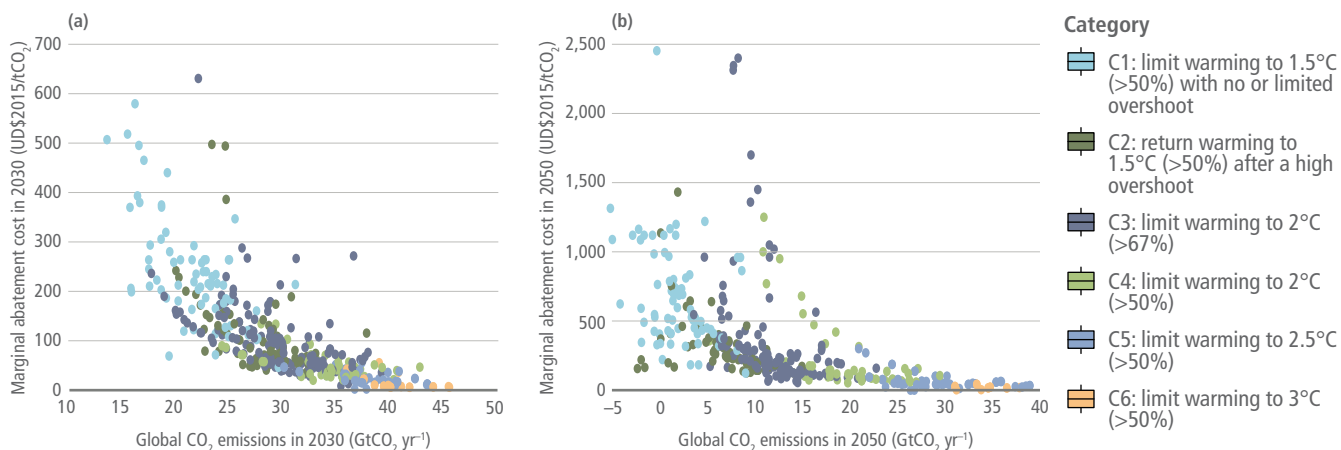 (a)
Marginal abatement cost in 2030 (UD$2015/tCO₂)
700
600
500
400
300
200
100
0
10 15 20 25 30 35 40 45 50
Global CO₂ emissions in 2030 (GtCO₂ yr⁻¹)
(b)
Marginal abatement cost in 2050 (UD$2015/tCO₂)
2,500
2,000
1,500
1,000
500
0
−5 0 5 10 15 20 25 30 35 40
Global CO₂ emissions in 2050 (GtCO₂ yr⁻¹)
Category
C1: limit warming to 1.5°C
(>50%) with no or limited
overshoot
C2: return warming to
1.5°C (>50%) after a high
overshoot
C3: limit warming to 2°C
(>67%)
C4: limit warming to 2°C
(>50%)
C5: limit warming to 2.5°C
(>50%)
C6: limit warming to 3°C
(>50%)